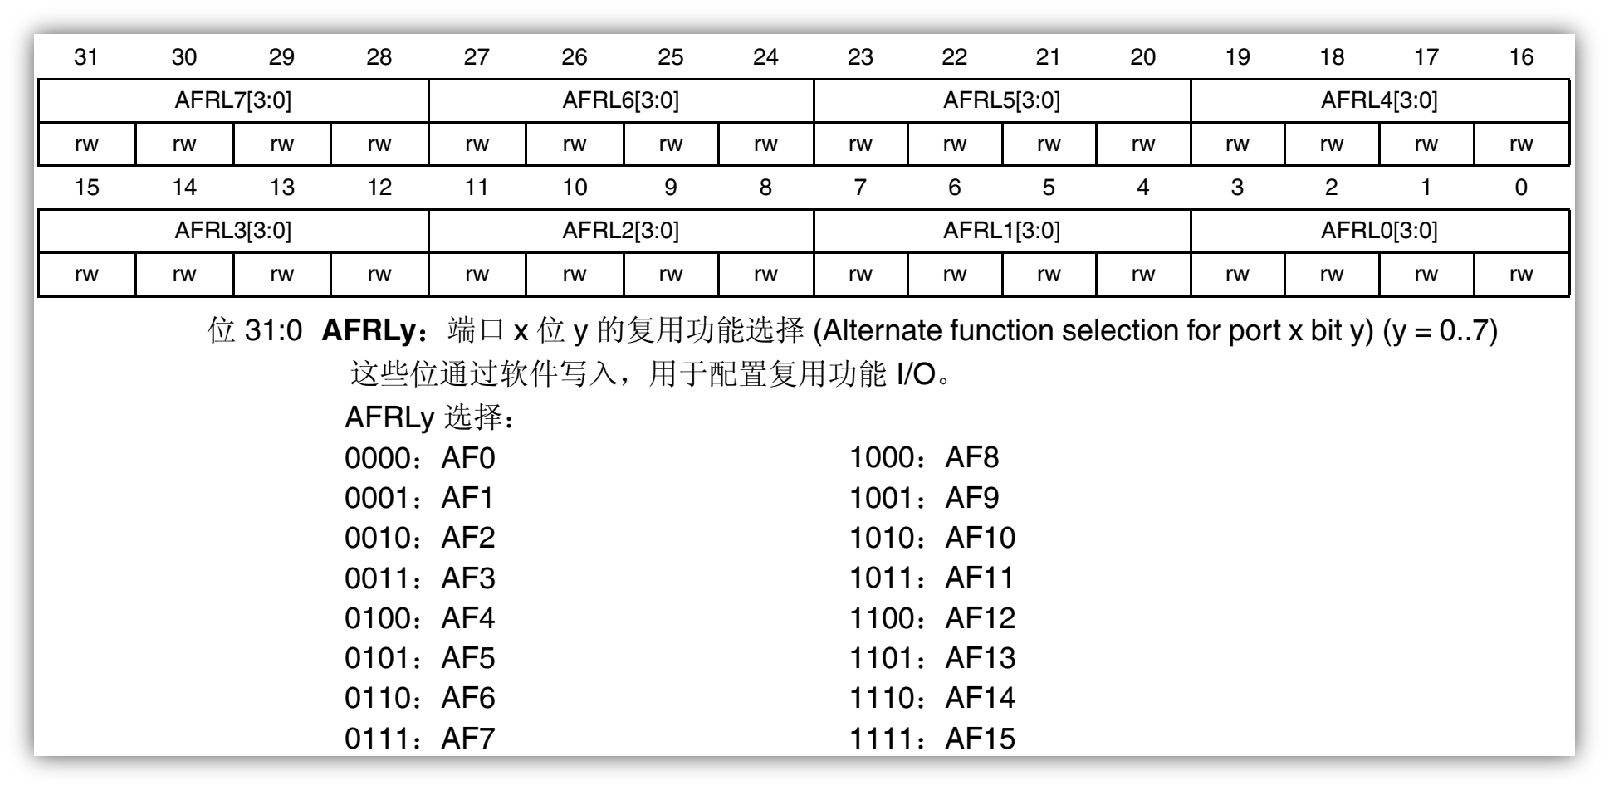 31 30 29 28 27 26 25 24 23 22 21 20 19 18 17 16
AFRL7[3:0] AFRL6[3:0] AFRL5[3:0] AFRL4[3:0]
rw rw rw rw rw rw rw rw rw rw rw rw rw rw rw rw
15 14 13 12 11 10 9 8 7 6 5 4 3 2 1 0
AFRL3[3:0] AFRL2[3:0] AFRL1[3:0] AFRL0[3:0]
rw rw rw rw rw rw rw rw rw rw rw rw rw rw rw rw
位 31:0 AFRLy：端口 x 位 y 的复用功能选择 (Alternate function selection for port x bit y) (y = 0..7)
这些位通过软件写入，用于配置复用功能 I/O。
AFRLy 选择：
0000：AF0 1000：AF8
0001：AF1 1001：AF9
0010：AF2 1010：AF10
0011：AF3 1011：AF11
0100：AF4 1100：AF12
0101：AF5 1101：AF13
0110：AF6 1110：AF14
0111：AF7 1111：AF15